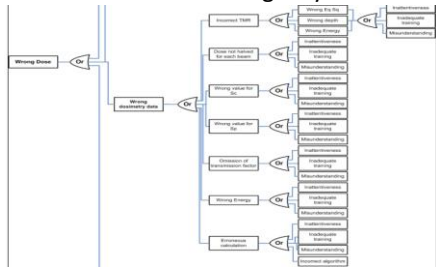 Wrong Dose
Or
Wrong
dosimetry data
Or
Incorrect TMR
Or
Wrong Eq Sq
Wrong depth
Wrong Energy
Or
Inattentiveness
Inadequate
training
Misunderstanding
Dose not halved
for each beam
Or
Inattentiveness
Inadequate
training
Misunderstanding
Wrong value for
Sc
Or
Inattentiveness
Inadequate
training
Misunderstanding
Wrong value for
Sp
Or
Inattentiveness
Inadequate
training
Misunderstanding
Omission of
transmission factor
Or
Inattentiveness
Inadequate
training
Misunderstanding
Wrong Energy
Or
Inattentiveness
Inadequate
training
Misunderstanding
Erroneous
calculation
Or
Inattentiveness
Inadequate
training
Misunderstanding
Incorrect algorithm